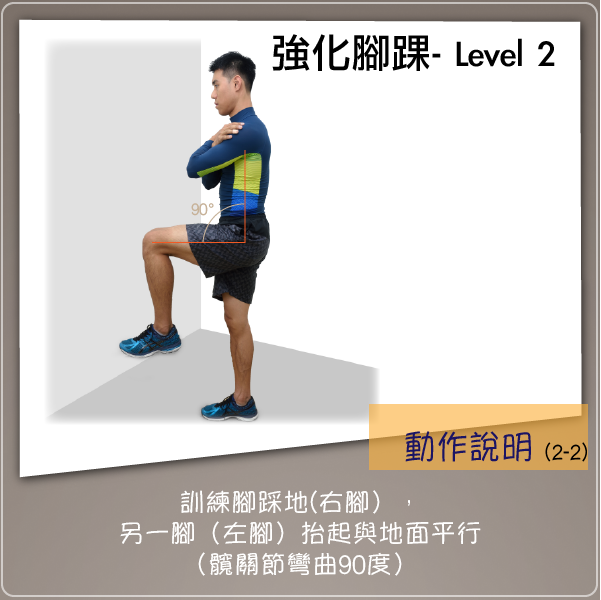 強化腳踝- Level 2
90°
動作說明 (2-2)
訓練腳踩地(右腳），
另一腳（左腳）抬起與地面平行
（髖關節彎曲90度）